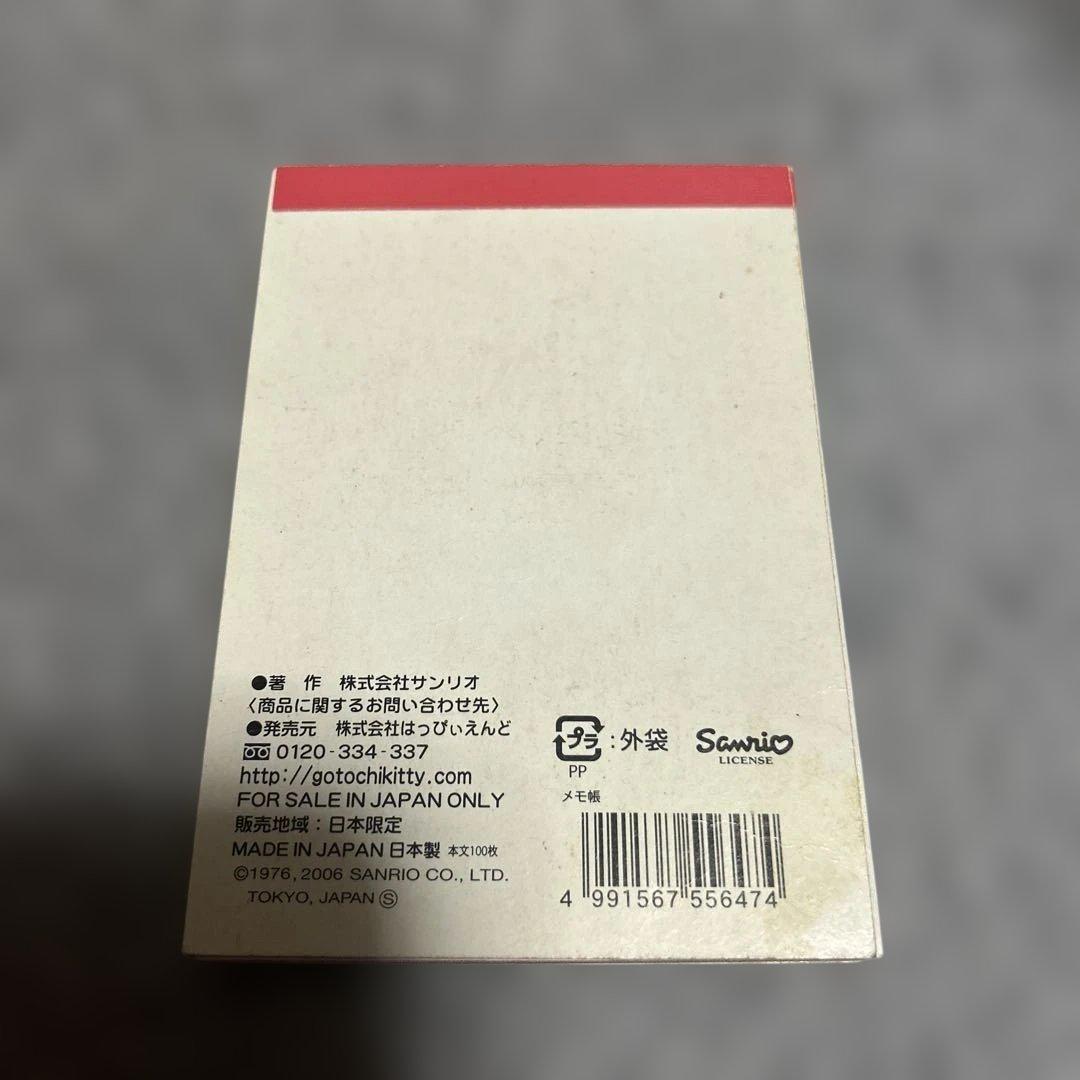 ●著 作 株式会社サンリオ
〈商品に関するお問い合わせ先〉
●発売元 株式会社はっぴぃえんど
0120-334-337
http://gotochikitty.com
FOR SALE IN JAPAN ONLY
販売地域：日本限定
MADE IN JAPAN 日本製 本文100枚
©1976, 2006 SANRIO CO., LTD.
TOKYO, JAPAN Ⓢ
プラ : 外袋
PP
Sanrio
LICENSE
メモ帳
4 991567 556474